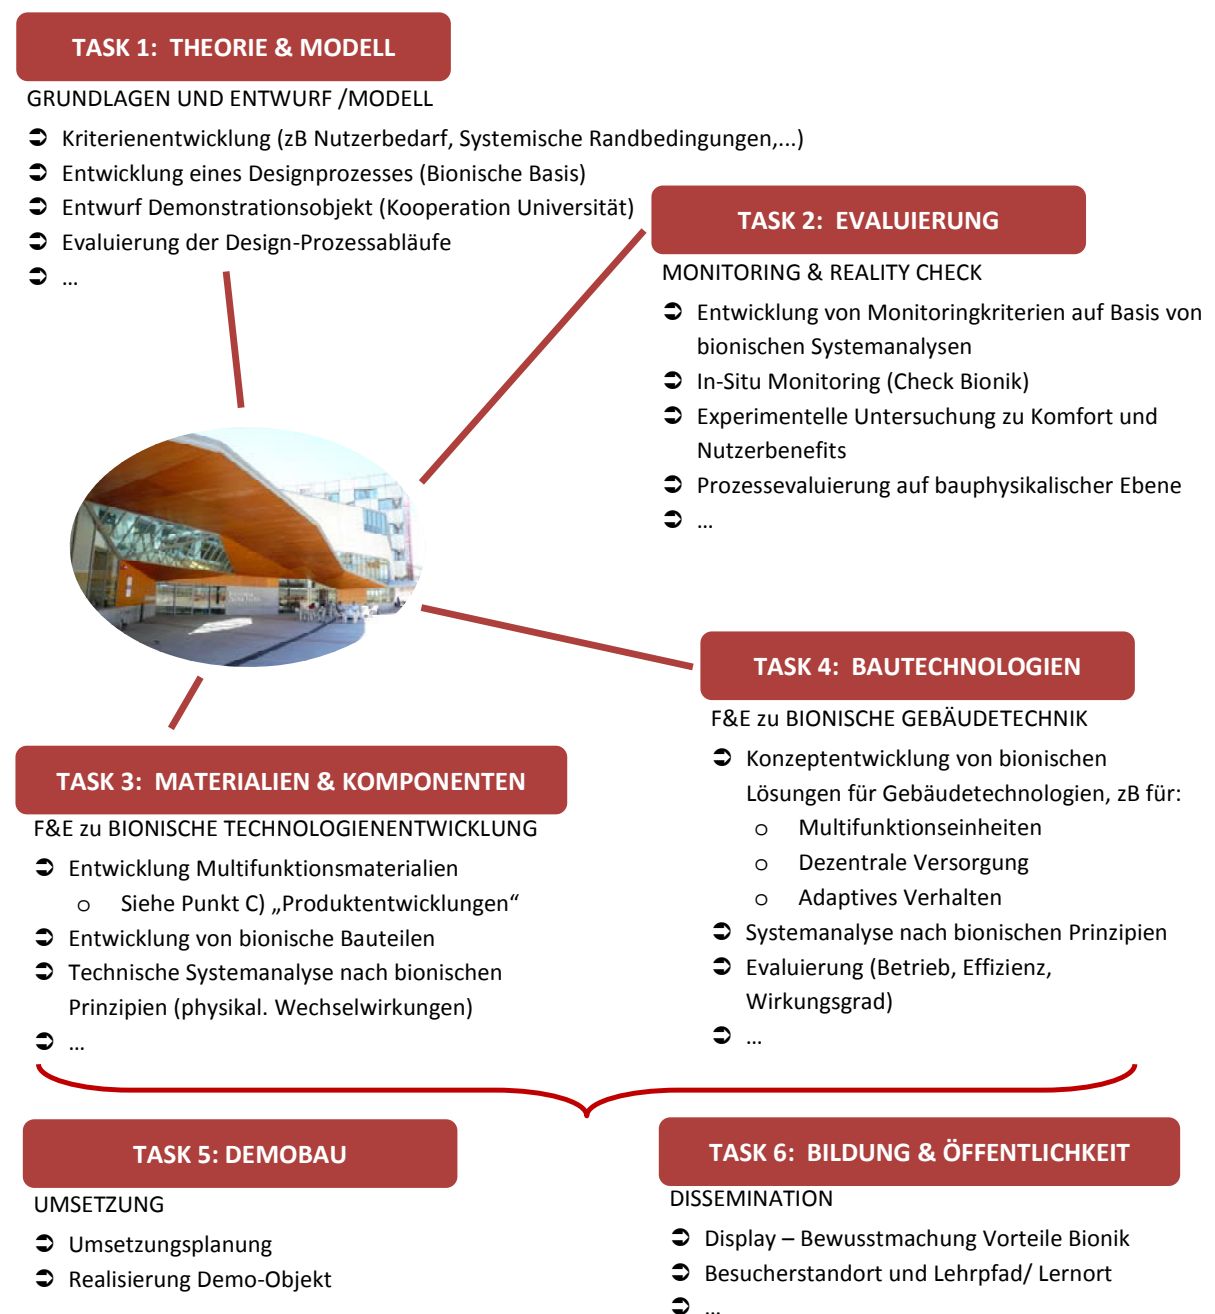 TASK 1: THEORIE & MODELL
GRUNDLAGEN UND ENTWURF /MODELL
➲ Kriterienentwicklung (zB Nutzerbedarf, Systemische Randbedingungen,...)
➲ Entwicklung eines Designprozesses (Bionische Basis)
➲ Entwurf Demonstrationsobjekt (Kooperation Universität)
➲ Evaluierung der Design-Prozessabläufe
➲ ...
TASK 2: EVALUIERUNG
MONITORING & REALITY CHECK
➲ Entwicklung von Monitoringkriterien auf Basis von
bionischen Systemanalysen
➲ In-Situ Monitoring (Check Bionik)
➲ Experimentelle Untersuchung zu Komfort und
Nutzerbenefits
➲ Prozessevaluierung auf bauphysikalischer Ebene
➲ ...
TASK 3: MATERIALIEN & KOMPONENTEN
F&E zu BIONISCHE TECHNOLOGIENENTWICKLUNG
➲ Entwicklung Multifunktionsmaterialien
o Siehe Punkt C) „Produktentwicklungen“
➲ Entwicklung von bionische Bauteilen
➲ Technische Systemanalyse nach bionischen
Prinzipien (physikal. Wechselwirkungen)
➲ ...
TASK 4: BAUTECHNOLOGIEN
F&E zu BIONISCHE GEBÄUDETECHNIK
➲ Konzeptentwicklung von bionischen
Lösungen für Gebäudetechnologien, zB für:
o Multifunktionseinheiten
o Dezentrale Versorgung
o Adaptives Verhalten
➲ Systemanalyse nach bionischen Prinzipien
➲ Evaluierung (Betrieb, Effizienz,
Wirkungsgrad)
➲ ...
TASK 5: DEMOBAU
UMSETZUNG
➲ Umsetzungsplanung
➲ Realisierung Demo-Objekt
TASK 6: BILDUNG & ÖFFENTLICHKEIT
DISSEMINATION
➲ Display – Bewusstmachung Vorteile Bionik
➲ Besucherstandort und Lehrpfad/ Lernort
➲ ...